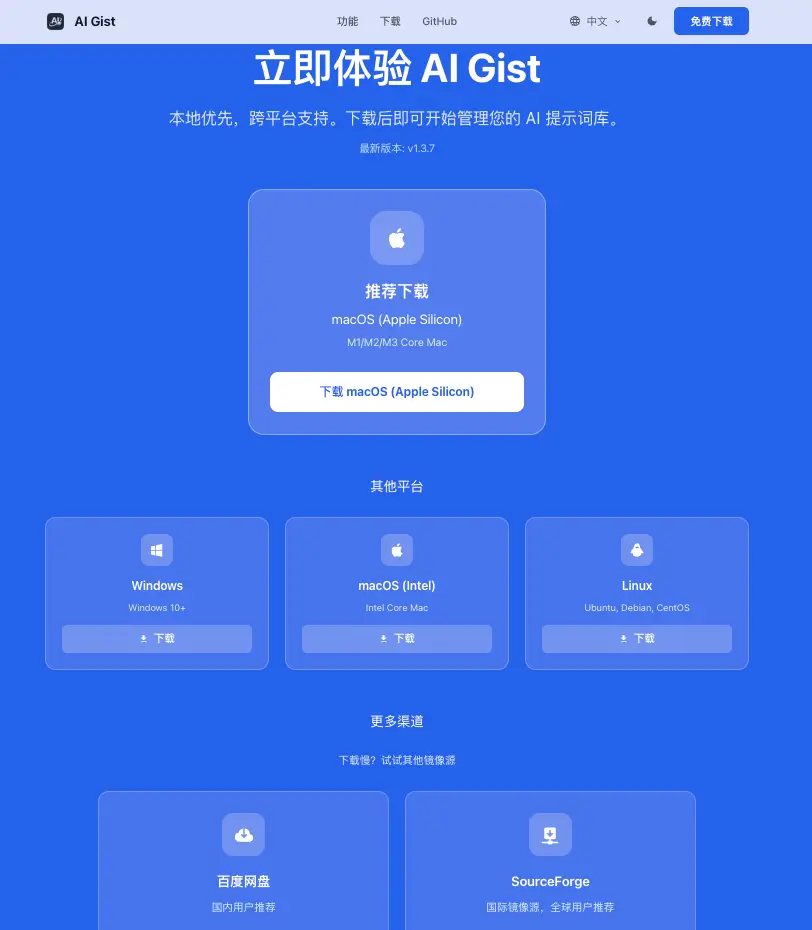 AI Gist
功能
下载
GitHub
中文
免费下载
立即体验 AI Gist
本地优先，跨平台支持。下载后即可开始管理您的 AI 提示词库。
最新版本: v1.3.7
推荐下载
macOS (Apple Silicon)
M1/M2/M3 Core Mac
下载 macOS (Apple Silicon)
其他平台
Windows
Windows 10+
下载
macOS (Intel)
Intel Core Mac
下载
Linux
Ubuntu, Debian, CentOS
下载
更多渠道
下载慢？试试其他镜像源
百度网盘
国内用户推荐
SourceForge
国际镜像源，全球用户推荐